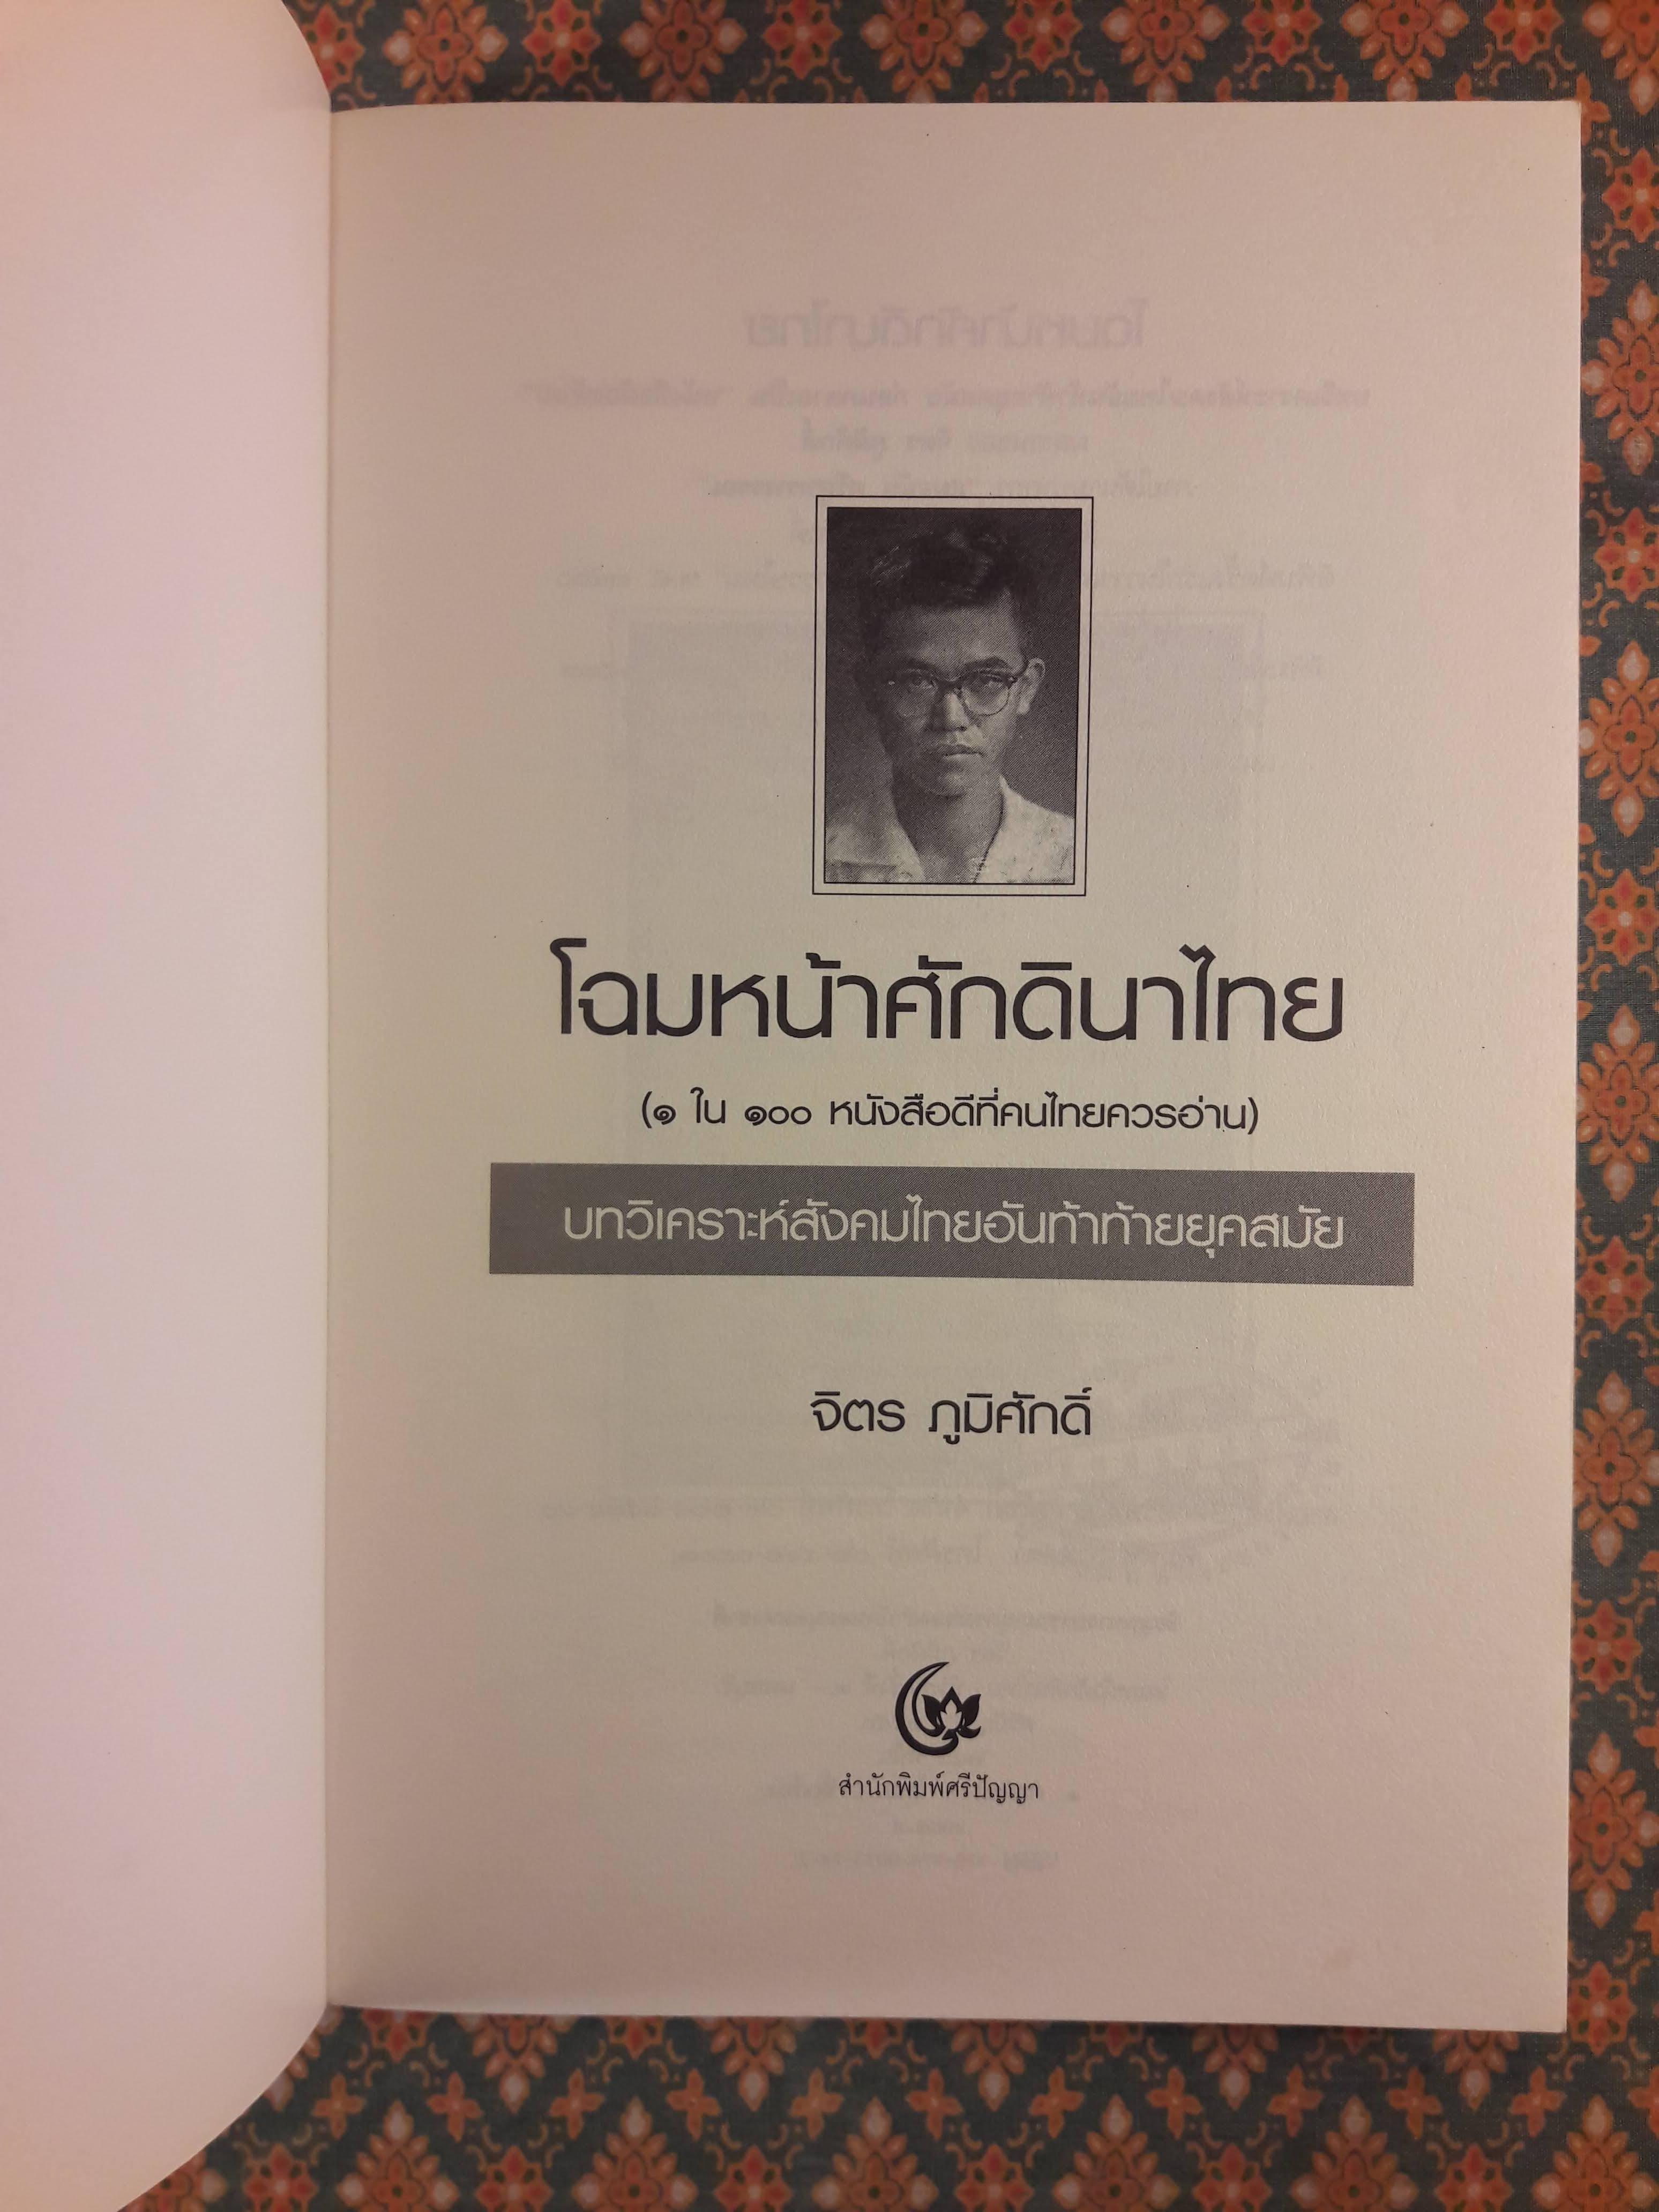 โฉมหน้าศักดินาไทย
(๑ ใน ๑๐๐ หนังสือดีที่คนไทยควรอ่าน)
บทวิเคราะห์สังคมไทยอันท้าท้ายยุคสมัย
จิตร ภูมิศักดิ์
สำนักพิมพ์ศรีปัญญา